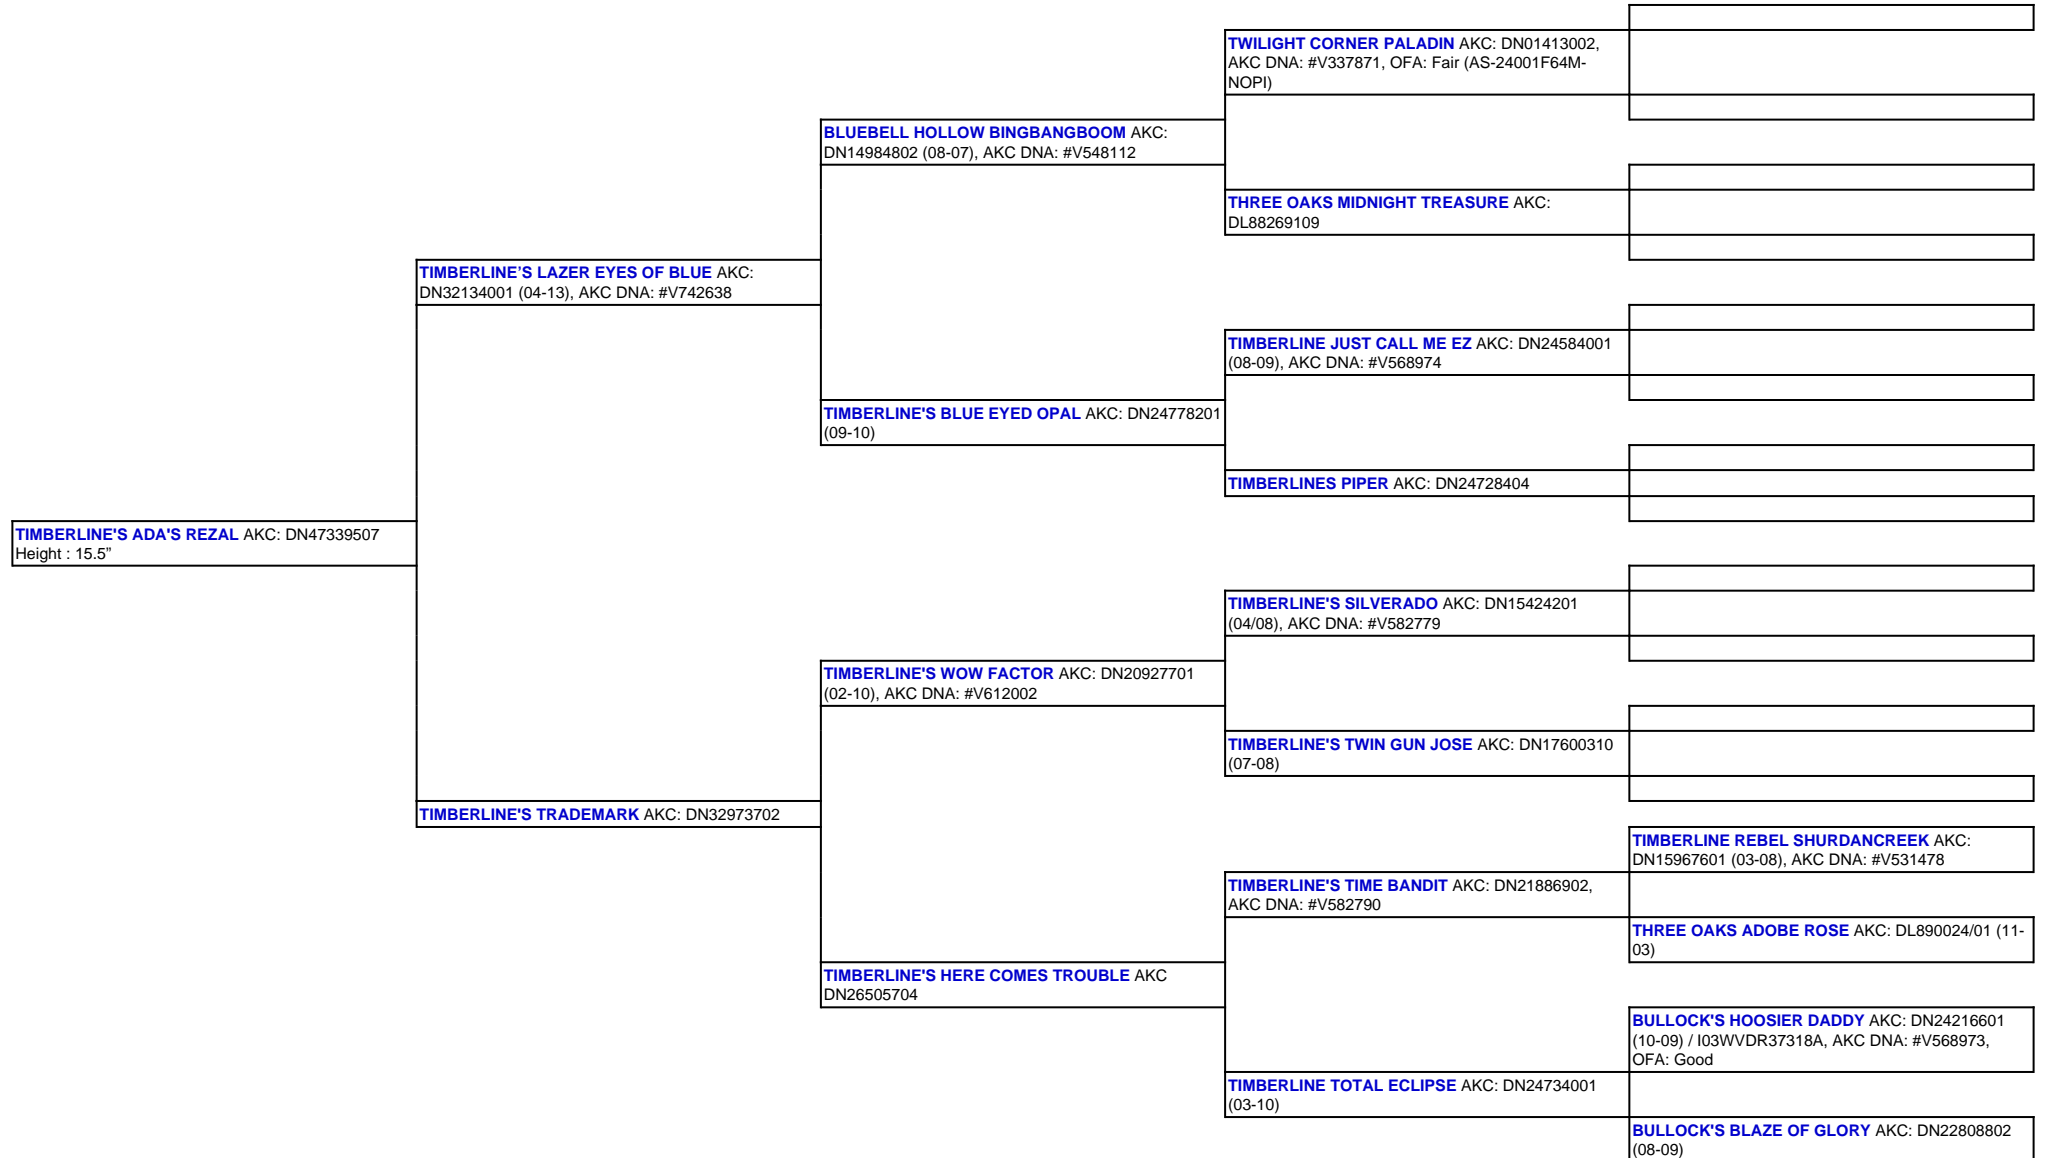 TWILIGHT CORNER PALADIN AKC: DN01413002,
AKC DNA: #V337871, OFA: Fair (AS-24001F64M-
NOPI)
BLUEBELL HOLLOW BINGBANGBOOM AKC:
DN14984802 (08-07), AKC DNA: #V548112
THREE OAKS MIDNIGHT TREASURE AKC:
DL88269109
TIMBERLINE’S LAZER EYES OF BLUE AKC:
DN32134001 (04-13), AKC DNA: #V742638
TIMBERLINE JUST CALL ME EZ AKC: DN24584001
(08-09), AKC DNA: #V568974
TIMBERLINE'S BLUE EYED OPAL AKC: DN24778201
(09-10)
TIMBERLINES PIPER AKC: DN24728404
TIMBERLINE'S ADA'S REZAL AKC: DN47339507
Height : 15.5”
TIMBERLINE'S SILVERADO AKC: DN15424201
(04/08), AKC DNA: #V582779
TIMBERLINE'S WOW FACTOR AKC: DN20927701
(02-10), AKC DNA: #V612002
TIMBERLINE'S TWIN GUN JOSE AKC: DN17600310
(07-08)
TIMBERLINE'S TRADEMARK AKC: DN32973702
TIMBERLINE REBEL SHURDANCREEK AKC:
DN15967601 (03-08), AKC DNA: #V531478
TIMBERLINE'S TIME BANDIT AKC: DN21886902,
AKC DNA: #V582790
THREE OAKS ADOBE ROSE AKC: DL890024/01 (11-
03)
TIMBERLINE'S HERE COMES TROUBLE AKC
DN26505704
BULLOCK'S HOOSIER DADDY AKC: DN24216601
(10-09) / I03WVDR37318A, AKC DNA: #V568973,
OFA: Good
TIMBERLINE TOTAL ECLIPSE AKC: DN24734001
(03-10)
BULLOCK'S BLAZE OF GLORY AKC: DN22808802
(08-09)